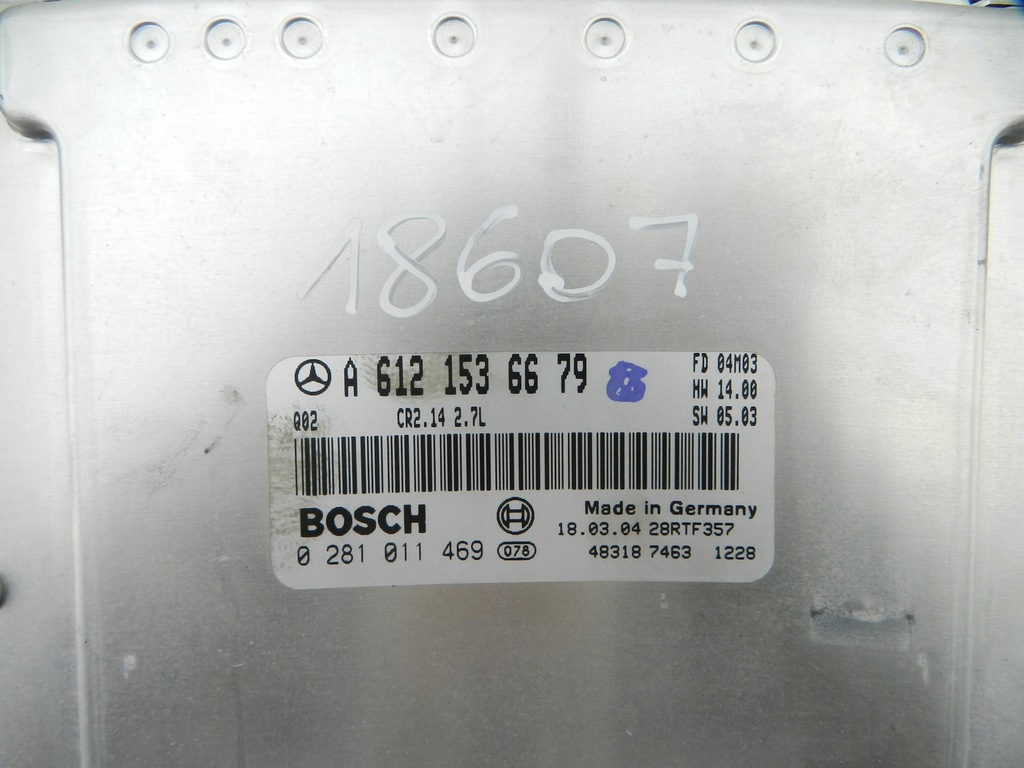 18607
A 612 153 66 79 8
FD 04M03
HW 14.00
Q02 CR2.14 2.7L SW 05.03
BOSCH Made in Germany
18.03.04 28RTF357
0 281 011 469 078 48318 7463 1228